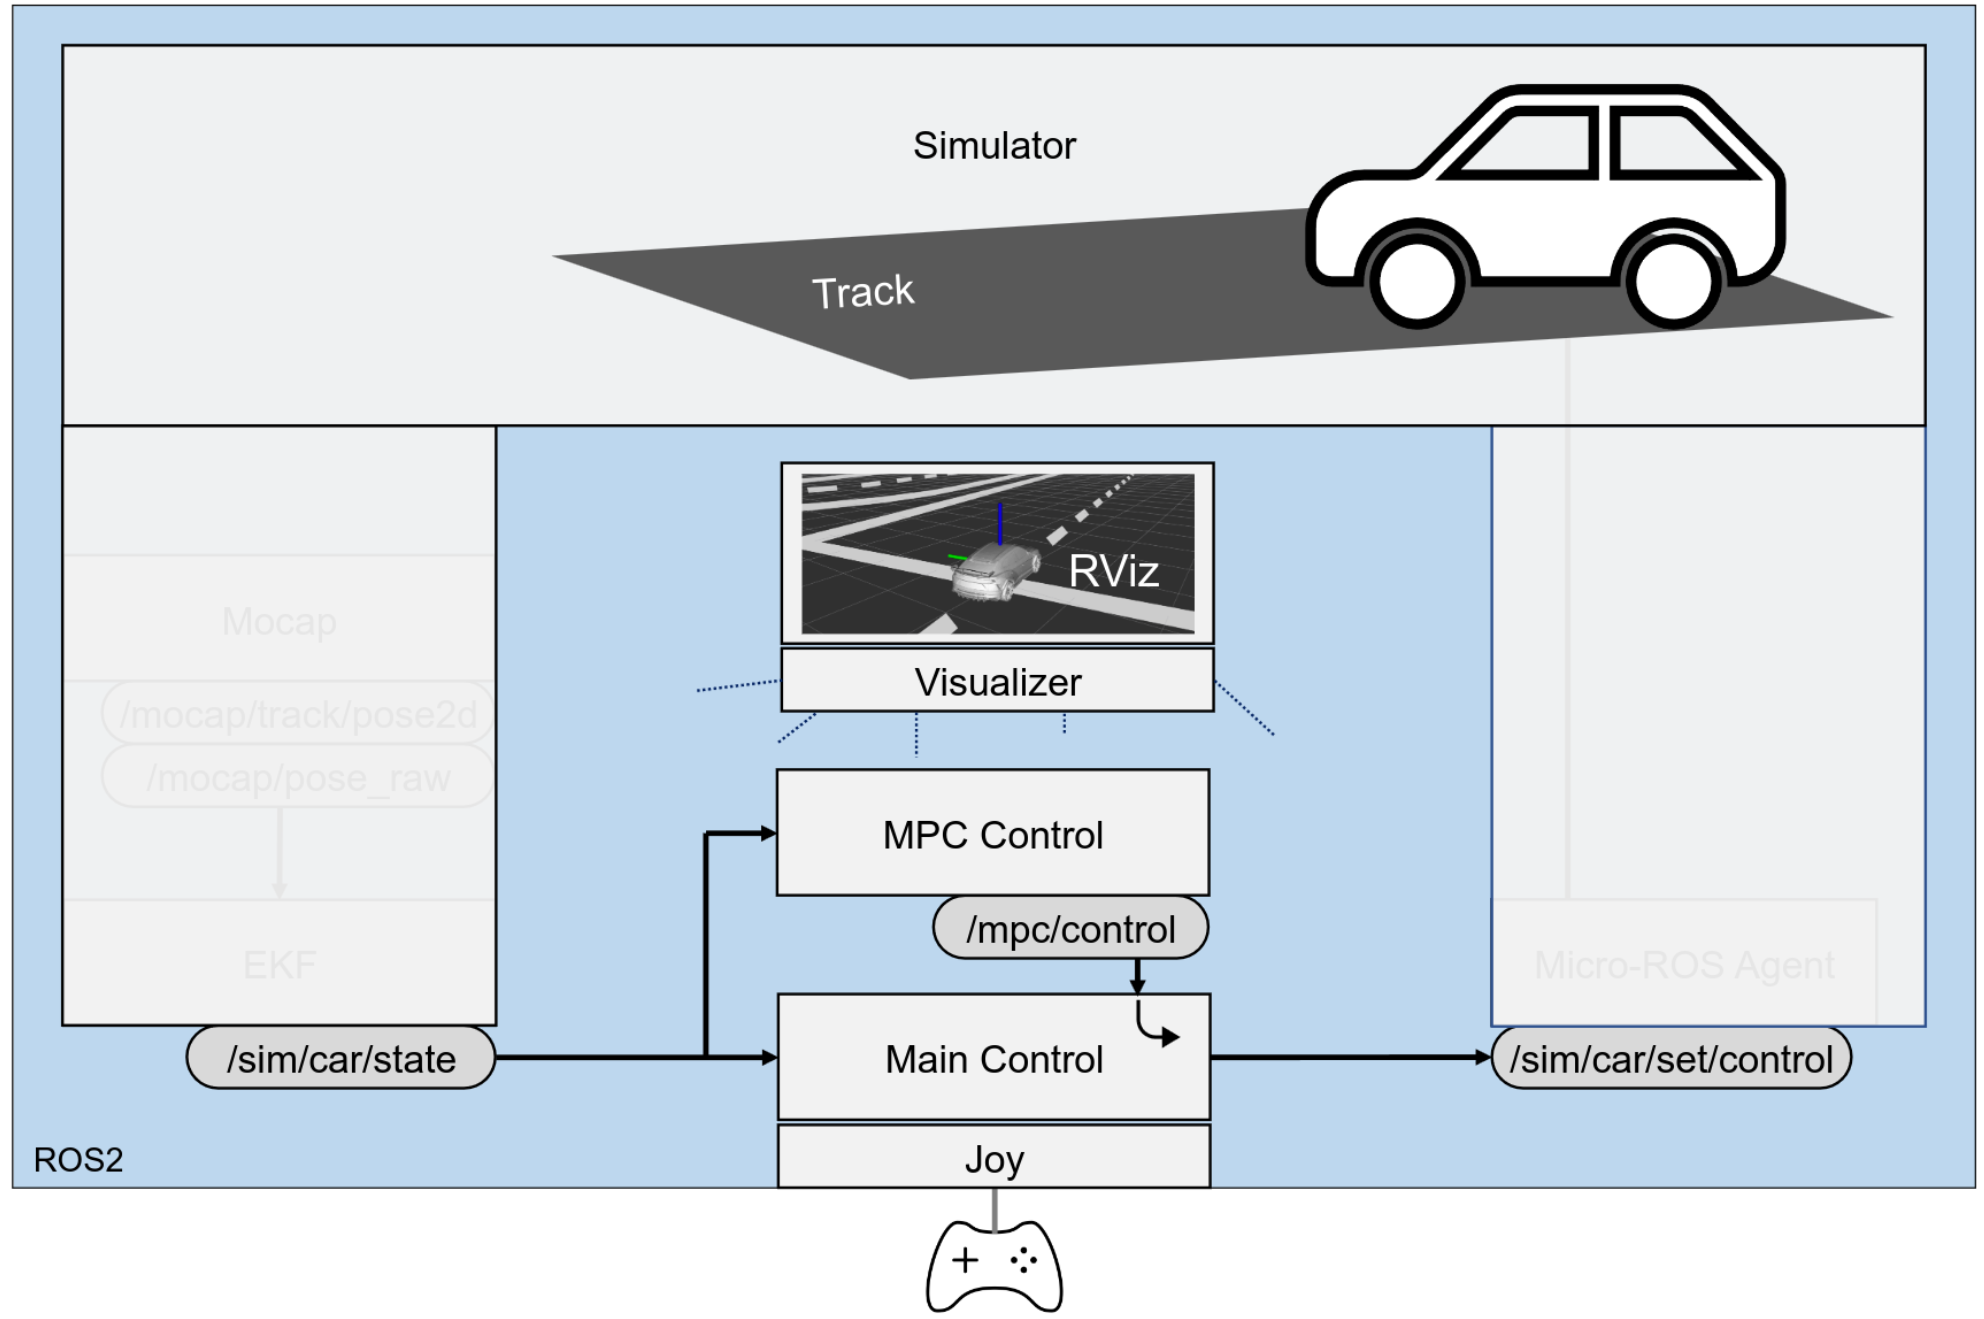 Simulator
Track
RViz
Visualizer
Mocap
/mocap/track/pose2d
/mocap/pose_raw
MPC Control
/mpc/control
EKF
Micro-ROS Agent
/sim/car/state
Main Control
/sim/car/set/control
Joy
ROS2